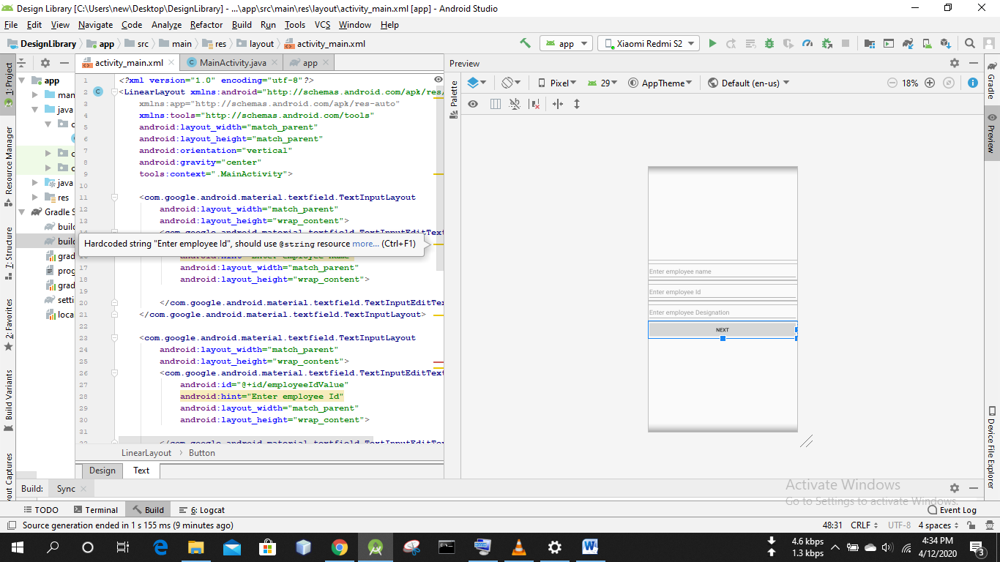 Design Library [C:\Users\new\Desktop\DesignLibrary] - ...\app\src\main\res\layout\activity_main.xml [app] - Android Studio
File Edit View Navigate Code Analyze Refactor Build Run Tools VCS Window Help
DesignLibrary app src main res layout activity_main.xml
app Xiaomi Redmi S2
1: Project
Resource Manager
7: Structure
2: Favorites
Build Variants
out Captures
app
man
java
c
c
c
java
res
Gradle S
build
build
grad
prog
grad
setti
loca
activity_main.xml MainActivity.java app
1 <?xml version="1.0" encoding="utf-8"?>
2 <LinearLayout xmlns:android="http://schemas.android.com/apk/res/
3 xmlns:app="http://schemas.android.com/apk/res-auto"
4 xmlns:tools="http://schemas.android.com/tools"
5 android:layout_width="match_parent"
6 android:layout_height="match_parent"
7 android:orientation="vertical"
8 android:gravity="center"
9 tools:context=".MainActivity">
10
11 <com.google.android.material.textfield.TextInputLayout
12 android:layout_width="match_parent"
13 android:layout_height="wrap_content">
14 <com.google.android.material.textfield.TextInputEditText
Hardcoded string "Enter employee Id", should use @string resource more... (Ctrl+F1)
android:hint="Enter employee name"
17 android:layout_width="match_parent"
18 android:layout_height="wrap_content">
19
20 </com.google.android.material.textfield.TextInputEditTex
21 </com.google.android.material.textfield.TextInputLayout>
22
23 <com.google.android.material.textfield.TextInputLayout
24 android:layout_width="match_parent"
25 android:layout_height="wrap_content">
26 <com.google.android.material.textfield.TextInputEditText
27 android:id="@+id/employeeIdValue"
28 android:hint="Enter employee Id"
29 android:layout_width="match_parent"
30 android:layout_height="wrap_content">
31
32 </com.google.android.material.textfield.TextInputEditTex
LinearLayout Button
Design Text
Preview
Palette
Pixel 29 AppTheme Default (en-us) 18%
Enter employee name
Enter employee id
Enter employee Designation
NEXT
Gradle
Preview
Device File Explorer
Activate Windows
Go to Settings to activate Windows.
Build: Sync
TODO Terminal Build 6: Logcat Event Log
Source generation ended in 1 s 155 ms (9 minutes ago) 48:31 CRLF UTF-8 4 spaces
4.6 kbps
1.3 kbps
4:34 PM
4/12/2020
3